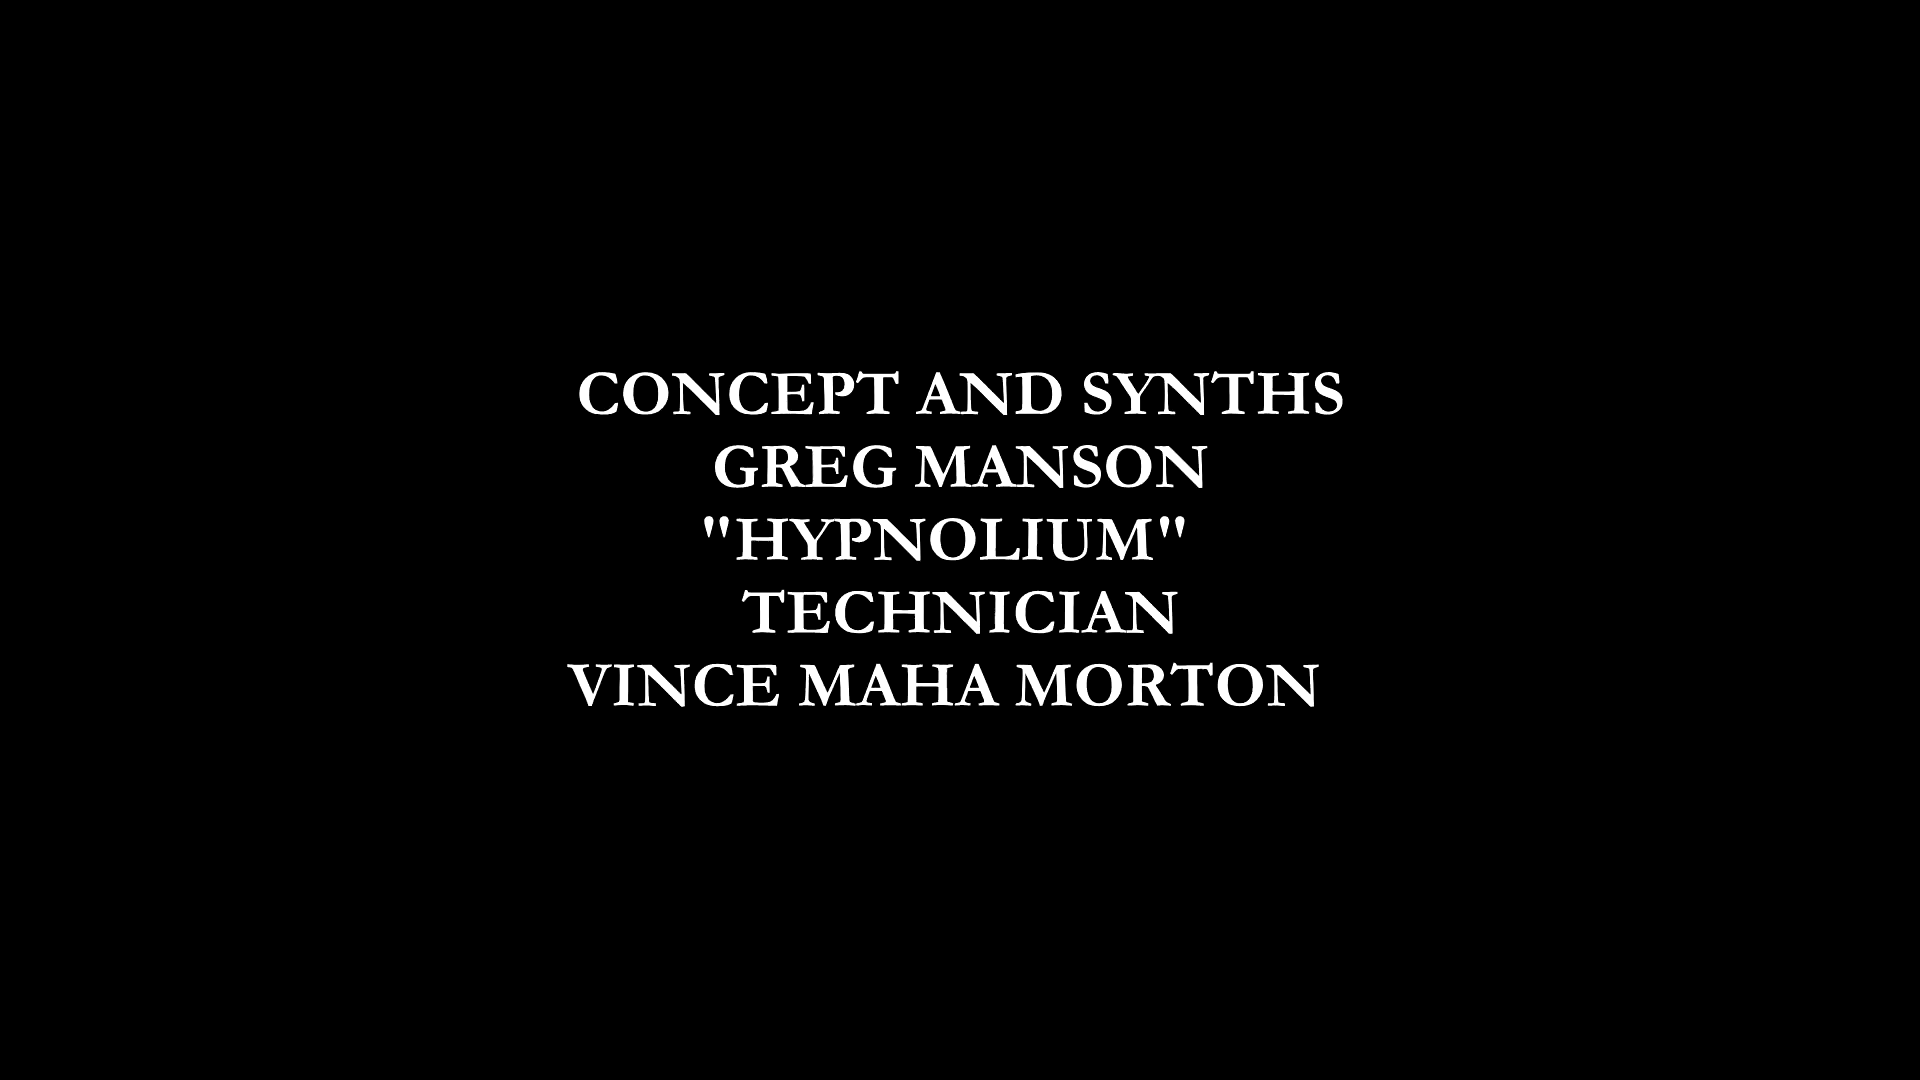 CONCEPT AND SYNTHS
GREG MANSON
"HYPNOLIUM"
TECHNICIAN
VINCE MAHA MORTON